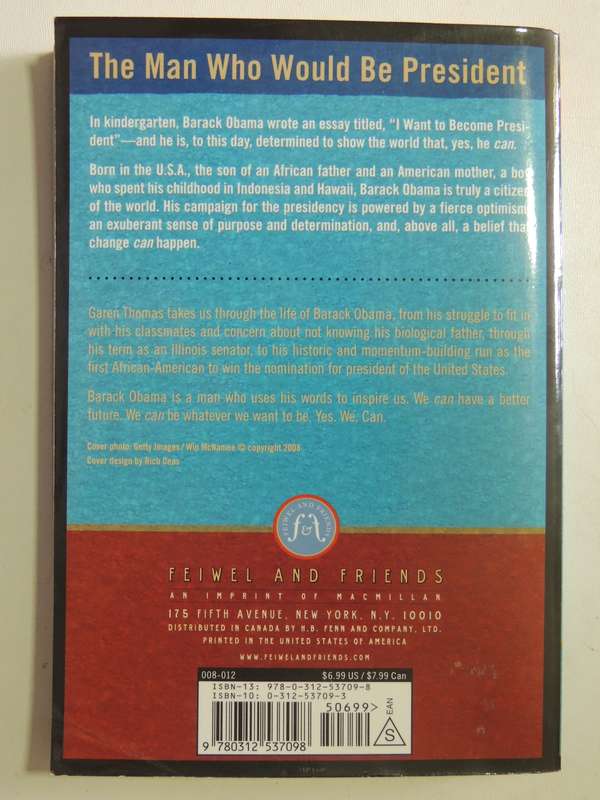 The Man Who Would Be President
In kindergarten, Barack Obama wrote an essay titled, "I Want to Become Presi-
dent"—and he is, to this day, determined to show the world that, yes, he can.
Born in the U.S.A., the son of an African father and an American mother, a boy
who spent his childhood in Indonesia and Hawaii, Barack Obama is truly a citizen
of the world. His campaign for the presidency is powered by a fierce optimism,
an exuberant sense of purpose and determination, and, above all, a belief that
change can happen.
Garen Thomas takes us through the life of Barack Obama, from his struggle to fit in
with his classmates and concern about not knowing his biological father, through
his term as an Illinois senator, to his historic and momentum-building run as the
first African-American to win the nomination for president of the United States.
Barack Obama is a man who uses his words to inspire us. We can have a better
future. We can be whatever we want to be. Yes. We. Can.
Cover photo: Getty Images / Win McNamee © copyright 2008
Cover design by Rich Deas
FEIWEL AND FRIENDS
f&f
FEIWEL AND FRIENDS
AN IMPRINT OF MACMILLAN
175 FIFTH AVENUE, NEW YORK, N.Y. 10010
DISTRIBUTED IN CANADA BY H.B. FENN AND COMPANY, LTD.
PRINTED IN THE UNITED STATES OF AMERICA
WWW.FEIWELANDFRIENDS.COM
008-012 $6.99 US / $7.99 Can
ISBN-13: 978-0-312-53709-8
ISBN-10: 0-312-53709-3
50699>
EAN
S
9 780312 537098